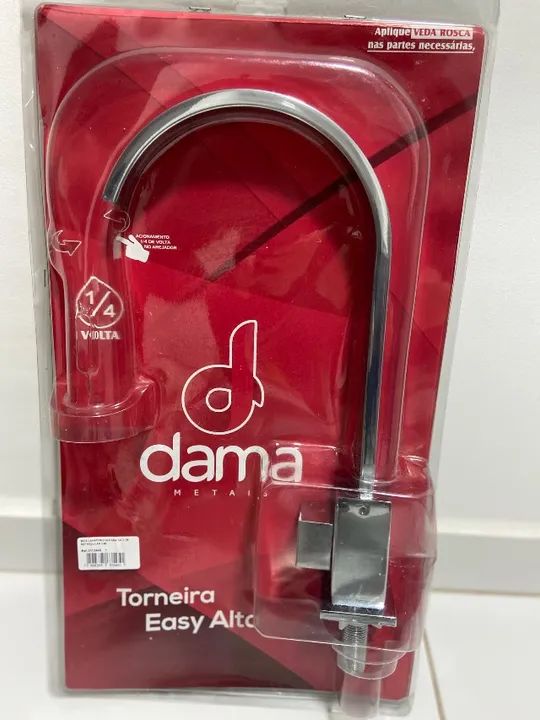 Aplique VEDA ROSCA
nas partes necessárias,
ACIONAMENTO
1/4 DE VOLTA
NO AREJADOR
1/4
VOLTA
d
dama
METAIS
Torneira
Easy Alta